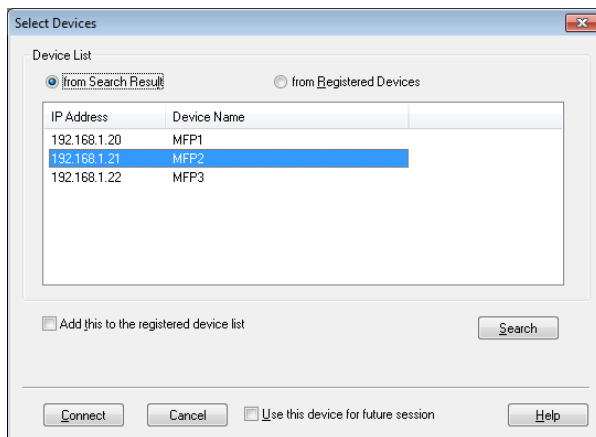 Select Devices
Device List
from Search Result
from Registered Devices
IP Address Device Name
192.168.1.20 MFP1
192.168.1.21 MFP2
192.168.1.22 MFP3
Add this to the registered device list
Search
Connect Cancel Use this device for future session Help